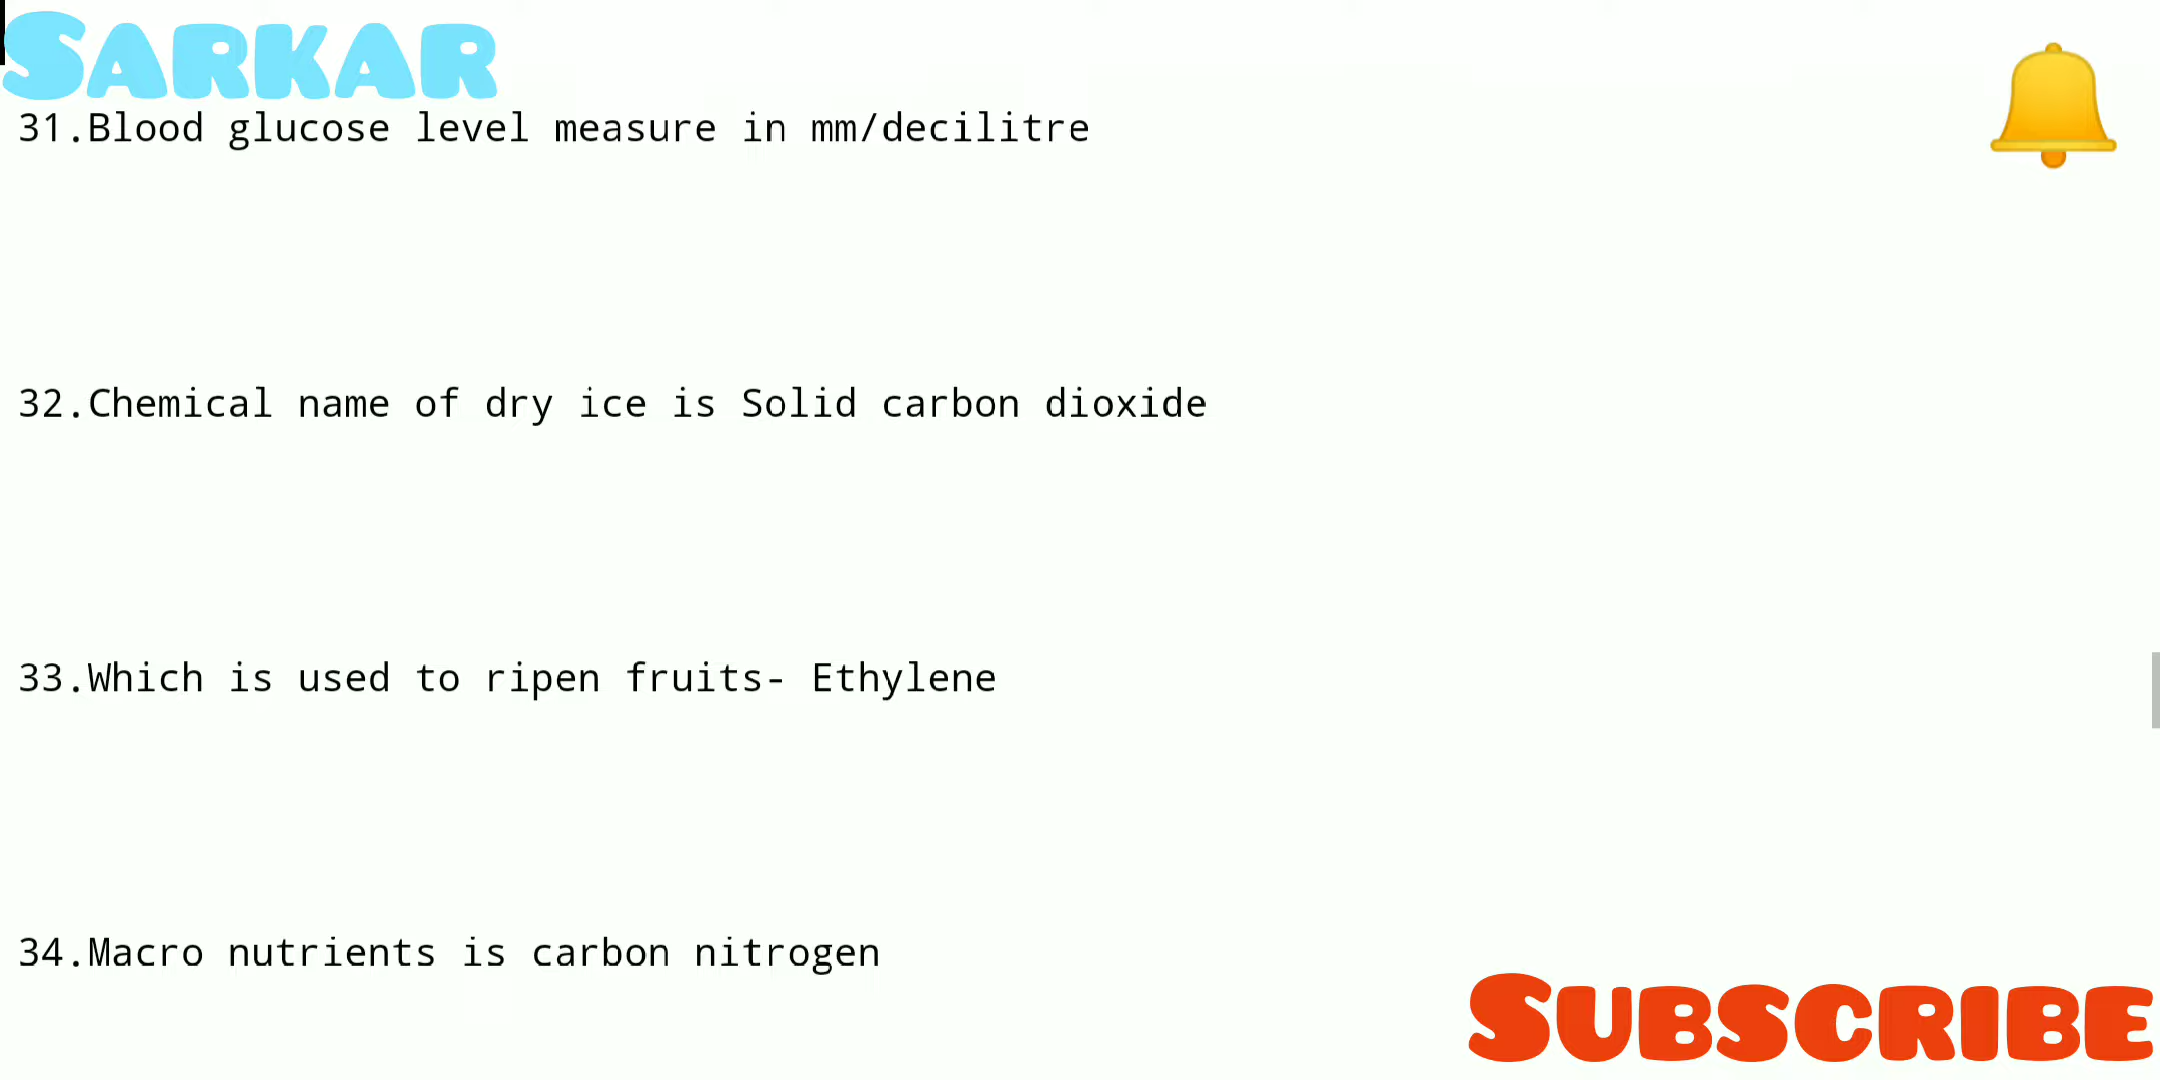 SARKAR
31.Blood glucose level measure in mm/decilitre
32.Chemical name of dry ice is Solid carbon dioxide
33.Which is used to ripen fruits- Ethylene
34.Macro nutrients is carbon nitrogen
SUBSCRIBE